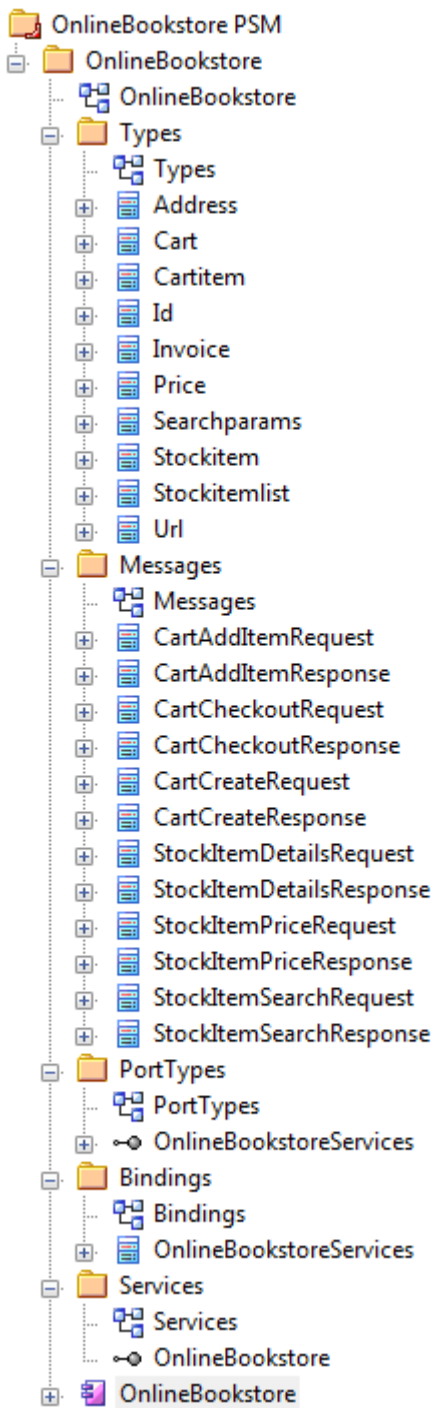 OnlineBookstore PSM
OnlineBookstore
OnlineBookstore
Types
Types
Address
Cart
Cartitem
Id
Invoice
Price
Searchparams
Stockitem
Stockitemlist
Url
Messages
Messages
CartAddItemRequest
CartAddItemResponse
CartCheckoutRequest
CartCheckoutResponse
CartCreateRequest
CartCreateResponse
StockItemDetailsRequest
StockItemDetailsResponse
StockItemPriceRequest
StockItemPriceResponse
StockItemSearchRequest
StockItemSearchResponse
PortTypes
PortTypes
OnlineBookstoreServices
Bindings
Bindings
OnlineBookstoreServices
Services
Services
OnlineBookstore
OnlineBookstore